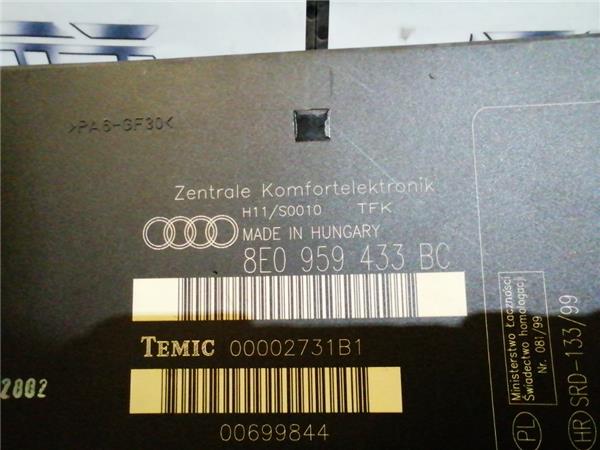 >PA6-GF30<
Zentrale Komfortelektronik
H11/S0010 TFK
MADE IN HUNGARY
8E0 959 433 BC
TEMIC 00002731B1
00699844
2002
Ministerstwo Łączności
Świadectwo homologacji
Nr. 081/99
PL
HR SRD-133/99